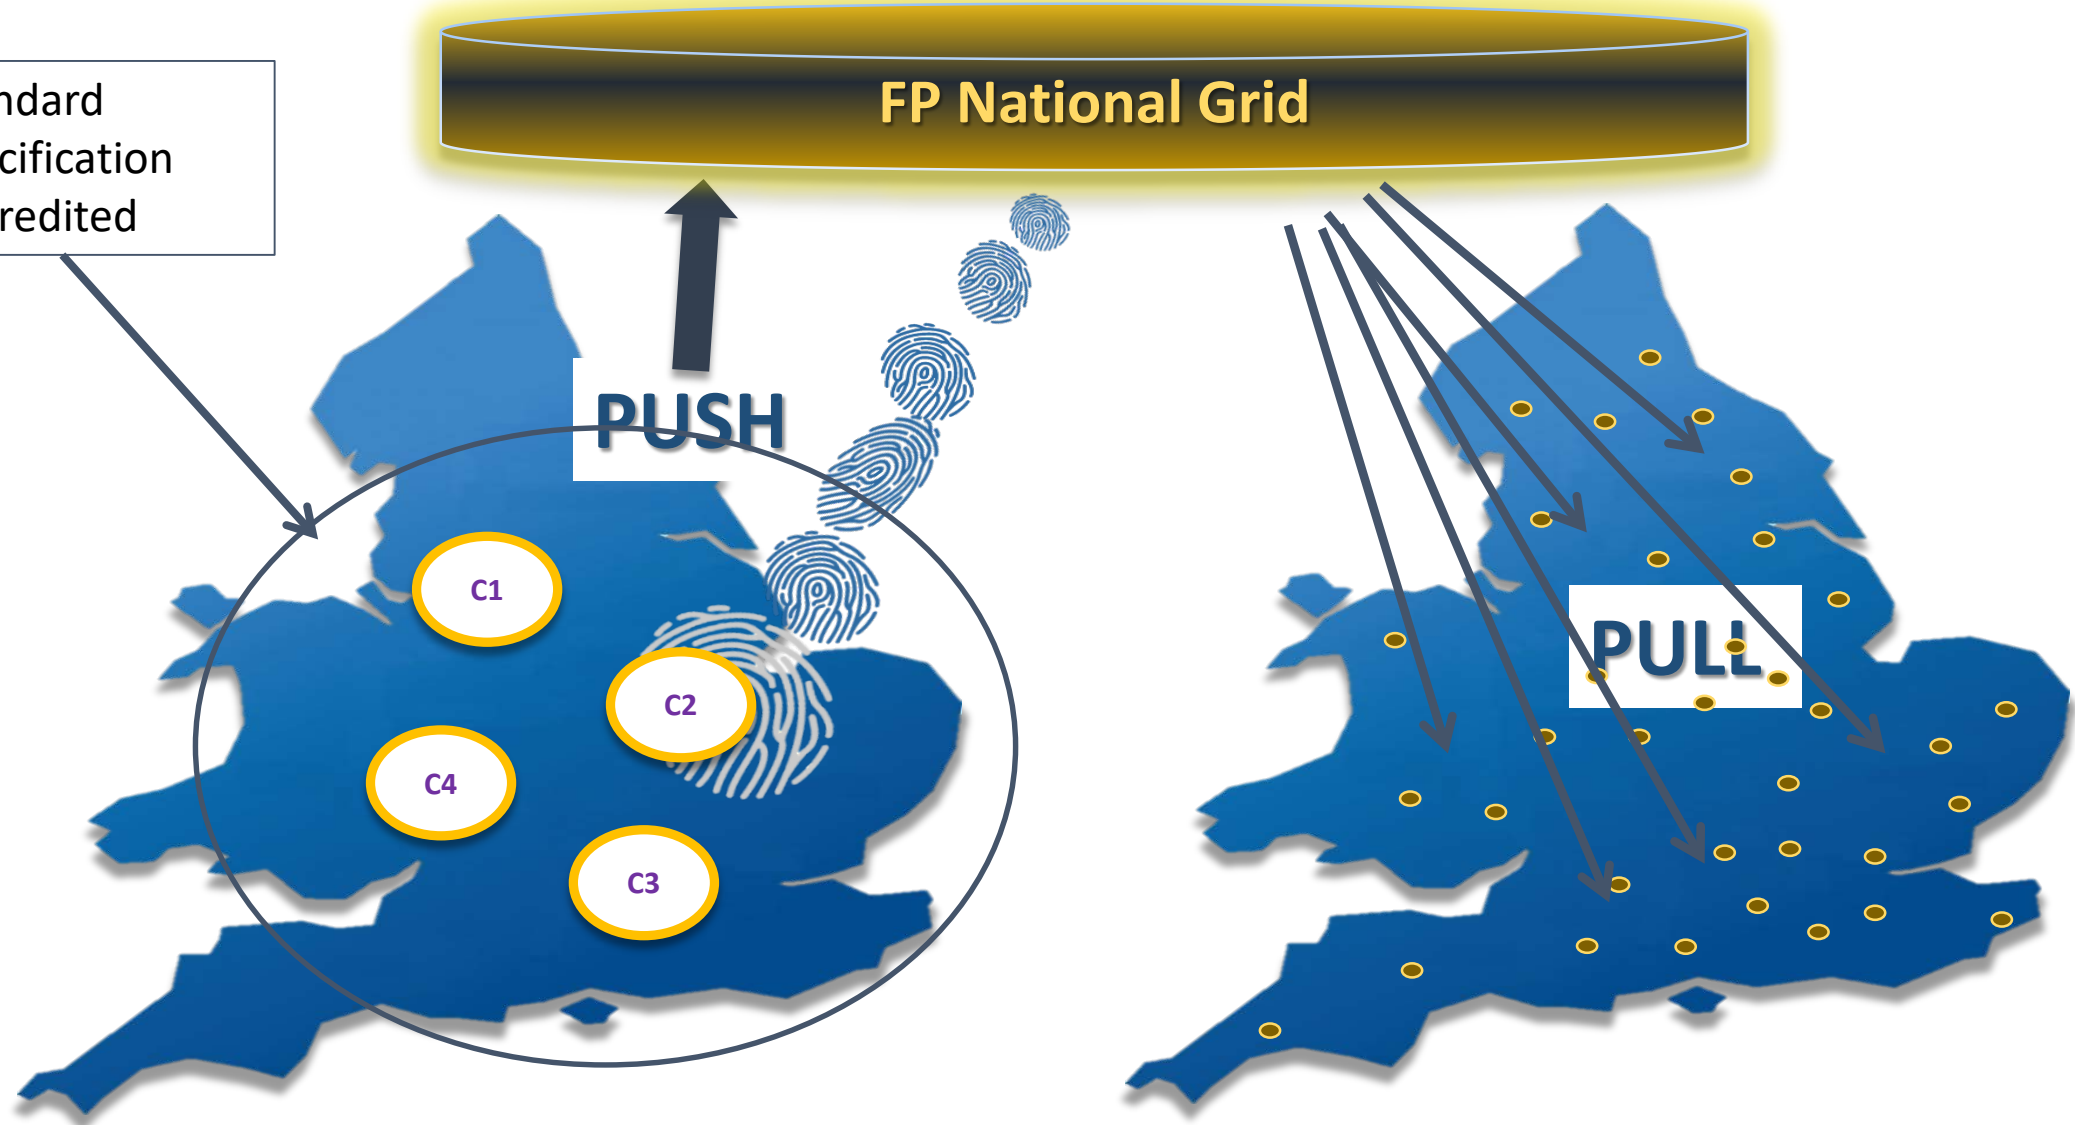 FP National Grid
ndard
cification
redited
PUSH
C1
C2
C4
C3
PULL